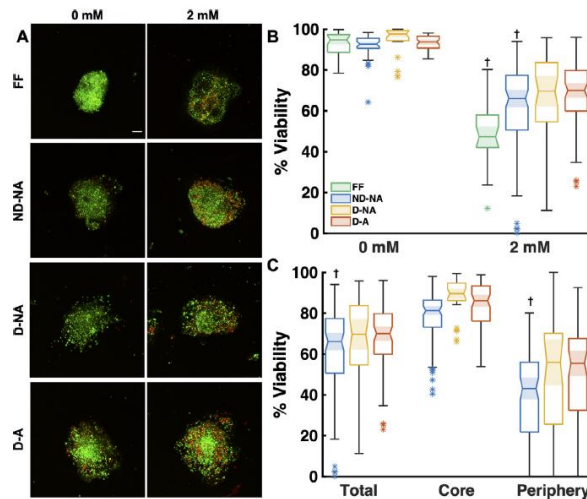 0 mM 2 mM
A
FF
ND-NA
D-NA
D-A
B
% Viability
100
80
60
40
20
0
†
†
FF
ND-NA
D-NA
D-A
0 mM 2 mM
C
% Viability
100
80
60
40
20
0
†
†
Total Core Periphery